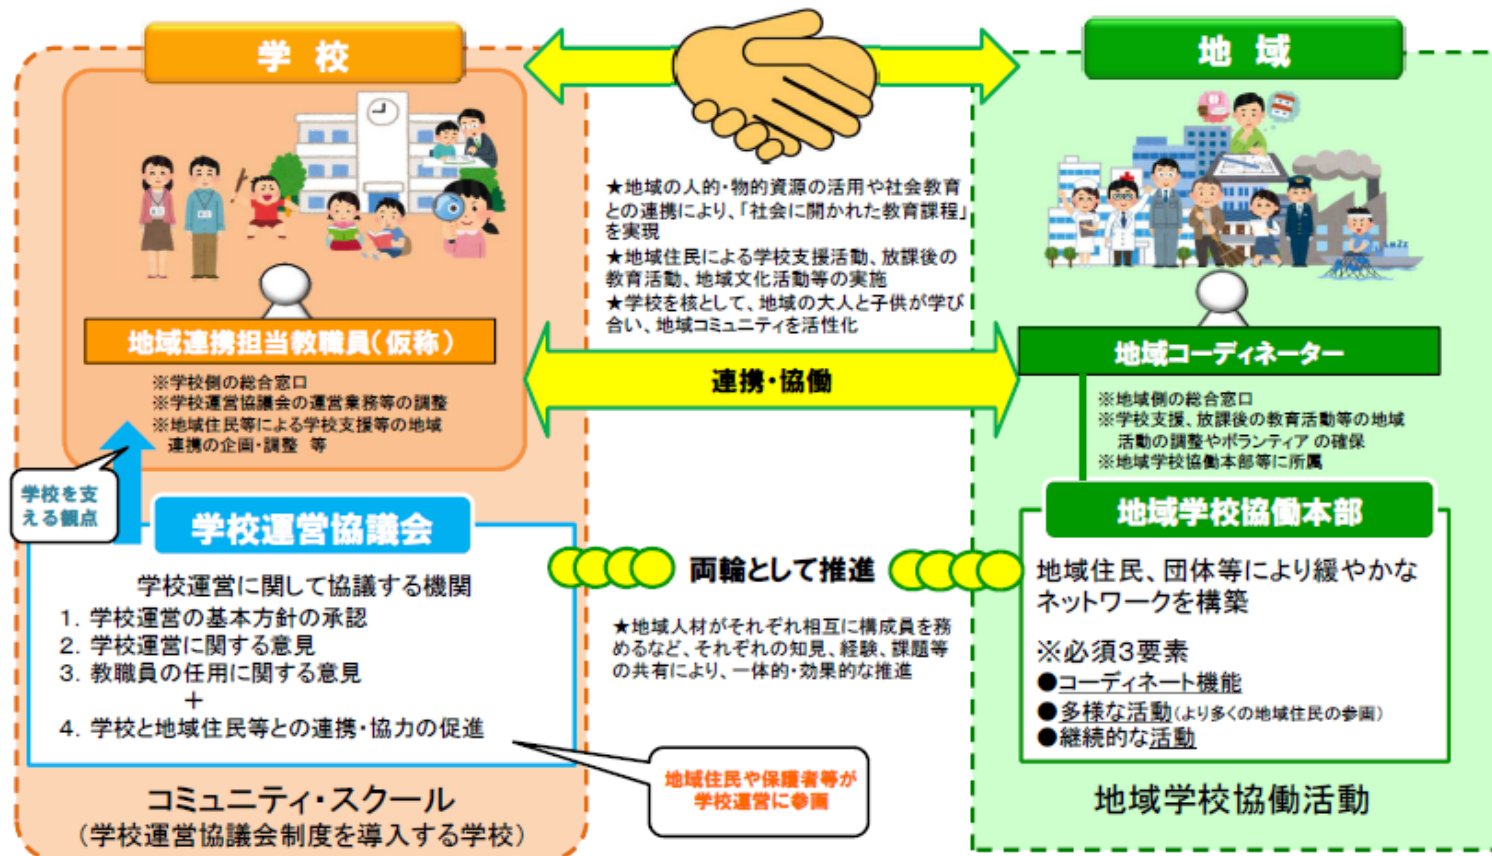 学 校
地域連携担当教職員(仮称)
※学校側の総合窓口
※学校運営協議会の運営業務等の調整
※地域住民等による学校支援等の地域
連携の企画・調整 等
学校を支
える観点
学校運営協議会
学校運営に関して協議する機関
1. 学校運営の基本方針の承認
2. 学校運営に関する意見
3. 教職員の任用に関する意見
+
4. 学校と地域住民等との連携・協力の促進
コミュニティ・スクール
(学校運営協議会制度を導入する学校)
★地域の人的・物的資源の活用や社会教育
との連携により、「社会に開かれた教育課程」
を実現
★地域住民による学校支援活動、放課後の
教育活動、地域文化活動等の実施
★学校を核として、地域の大人と子供が学び
合い、地域コミュニティを活性化
連携・協働
両輪として推進
★地域人材がそれぞれ相互に構成員を務
めるなど、それぞれの知見、経験、課題等
の共有により、一体的・効果的な推進
地域住民や保護者等が
学校運営に参画
地 域
地域コーディネーター
※地域側の総合窓口
※学校支援、放課後の教育活動等の地域
活動の調整やボランティア の確保
※地域学校協働本部等に所属
地域学校協働本部
地域住民、団体等により緩やかな
ネットワークを構築
※必須3要素
●コーディネート機能
●多様な活動(より多くの地域住民の参画)
●継続的な活動
地域学校協働活動